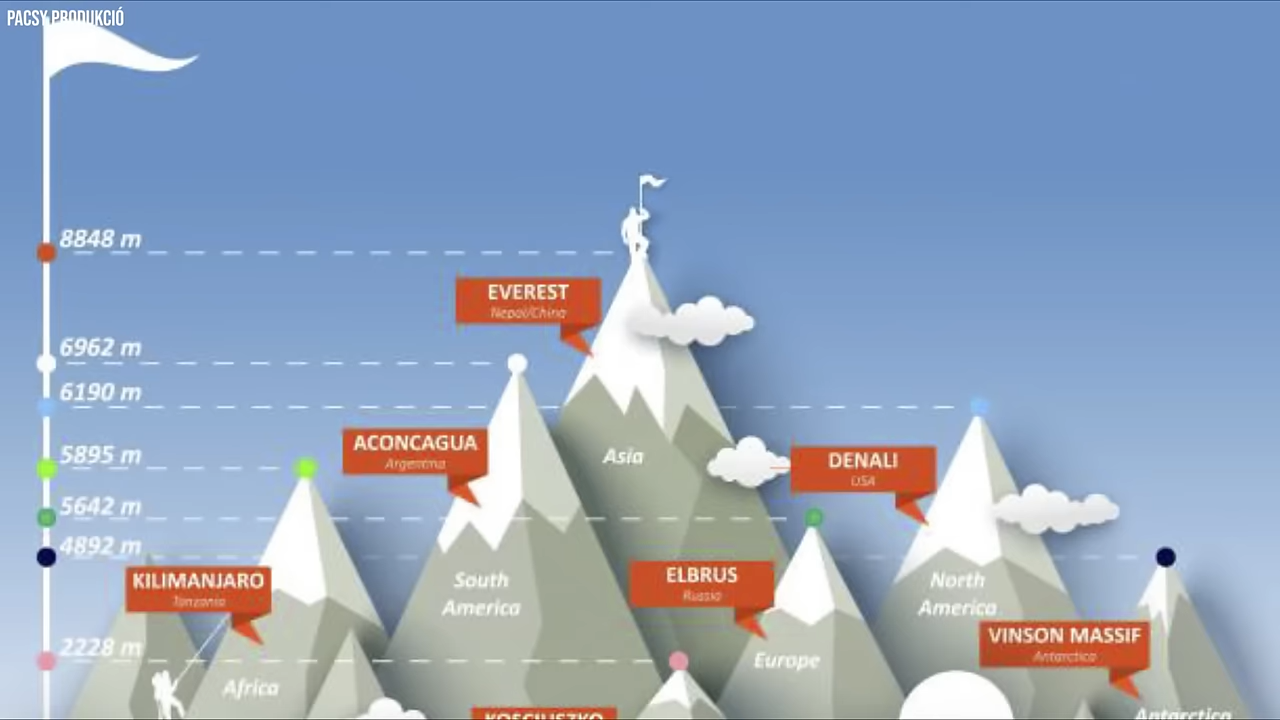 PACSY PRODUKCIÓ
8848 m
EVEREST
Nepal/China
6962 m
6190 m
ACONCAGUA
Argentina
5895 m
Asia
DENALI
USA
5642 m
4892 m
KILIMANJARO
Tanzania
South
America
ELBRUS
Russia
North
America
2228 m
VINSON MASSIF
Antarctica
Europe
Africa
KOSCIUSZKO
Antarctica